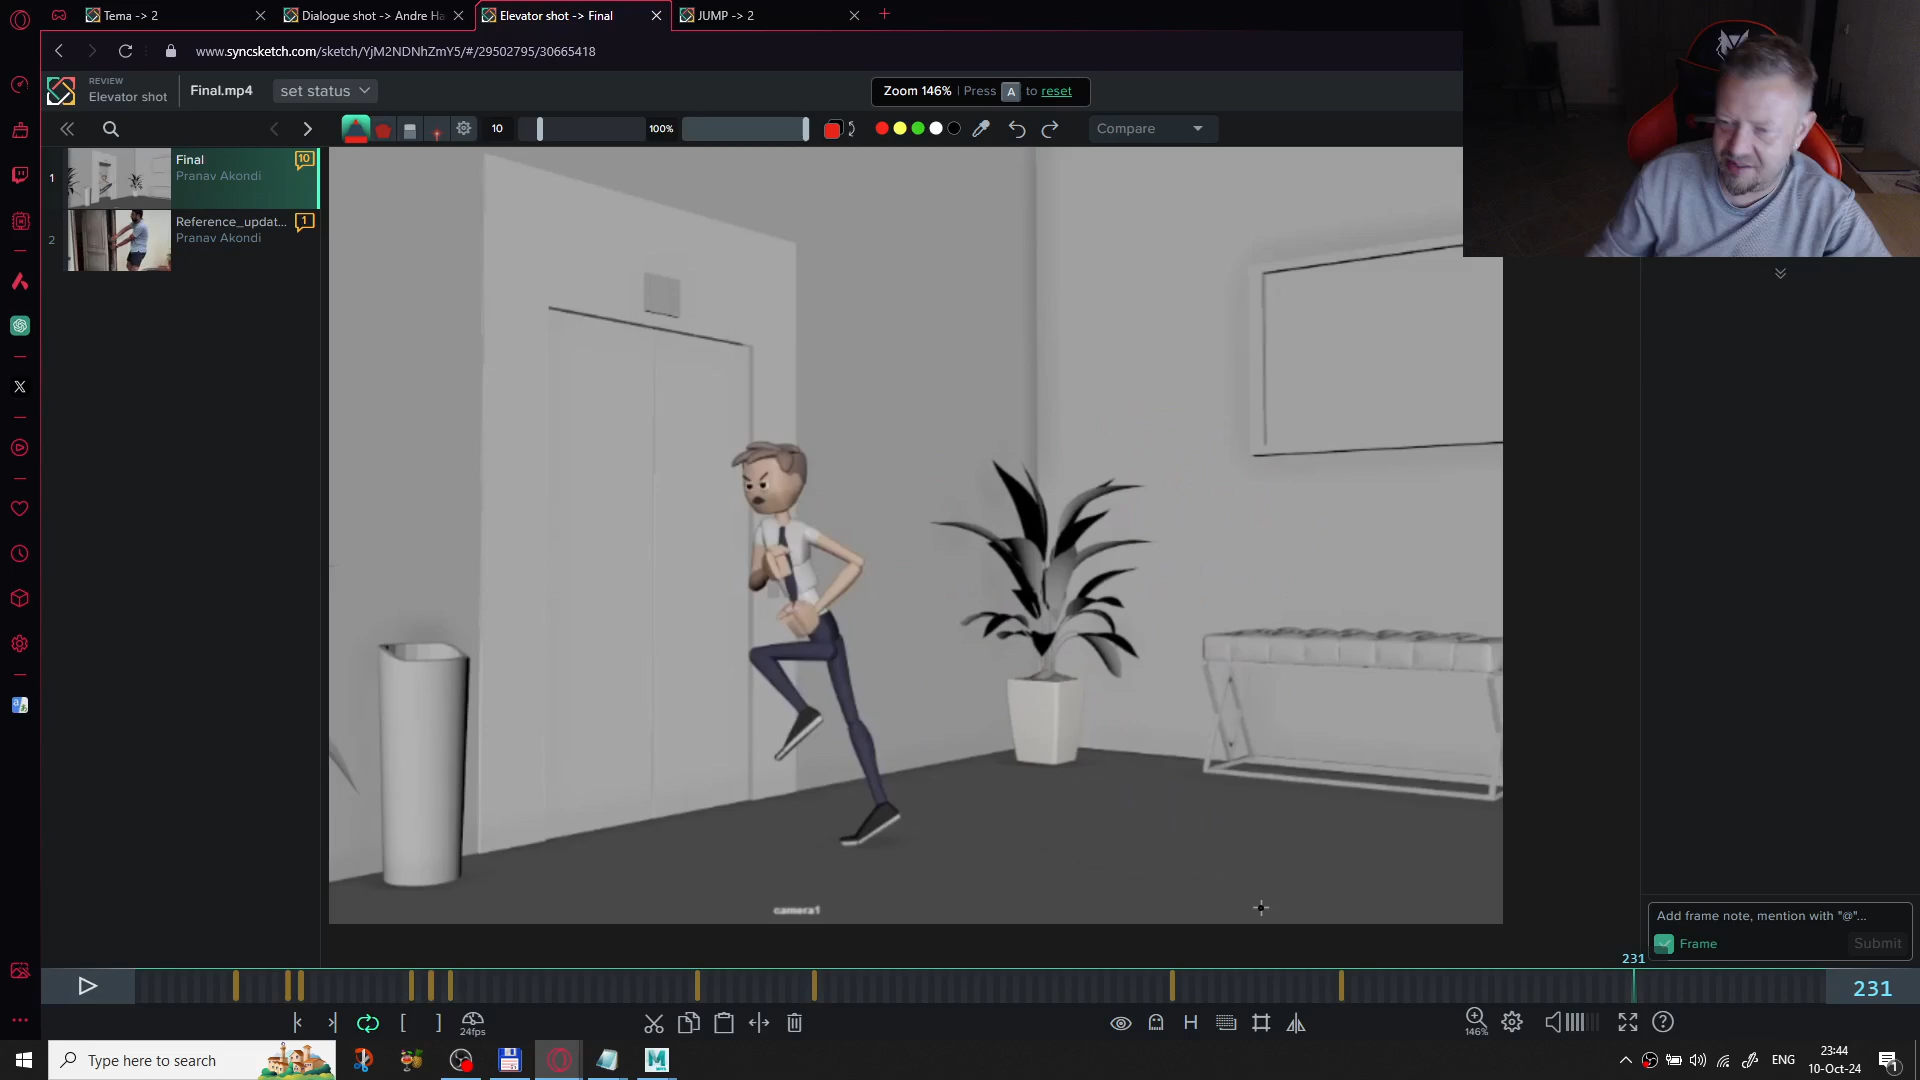 Tema -> 2
Dialogue shot -> Andre Ha
Elevator shot -> Final
JUMP -> 2
www.syncsketch.com/sketch/YjM2NDNhZmY5/#/29502795/30665418
REVIEW
Elevator shot
Final.mp4
set status
Zoom 146% | Press A to reset
10
100%
Compare
1
Final
Pranav Akondi
10
2
Reference_updat...
Pranav Akondi
1
camera1
Add frame note, mention with "@"...
Frame
Submit
231
231
24fps
H
146%
Type here to search
ENG
23:44
10-Oct-24
1